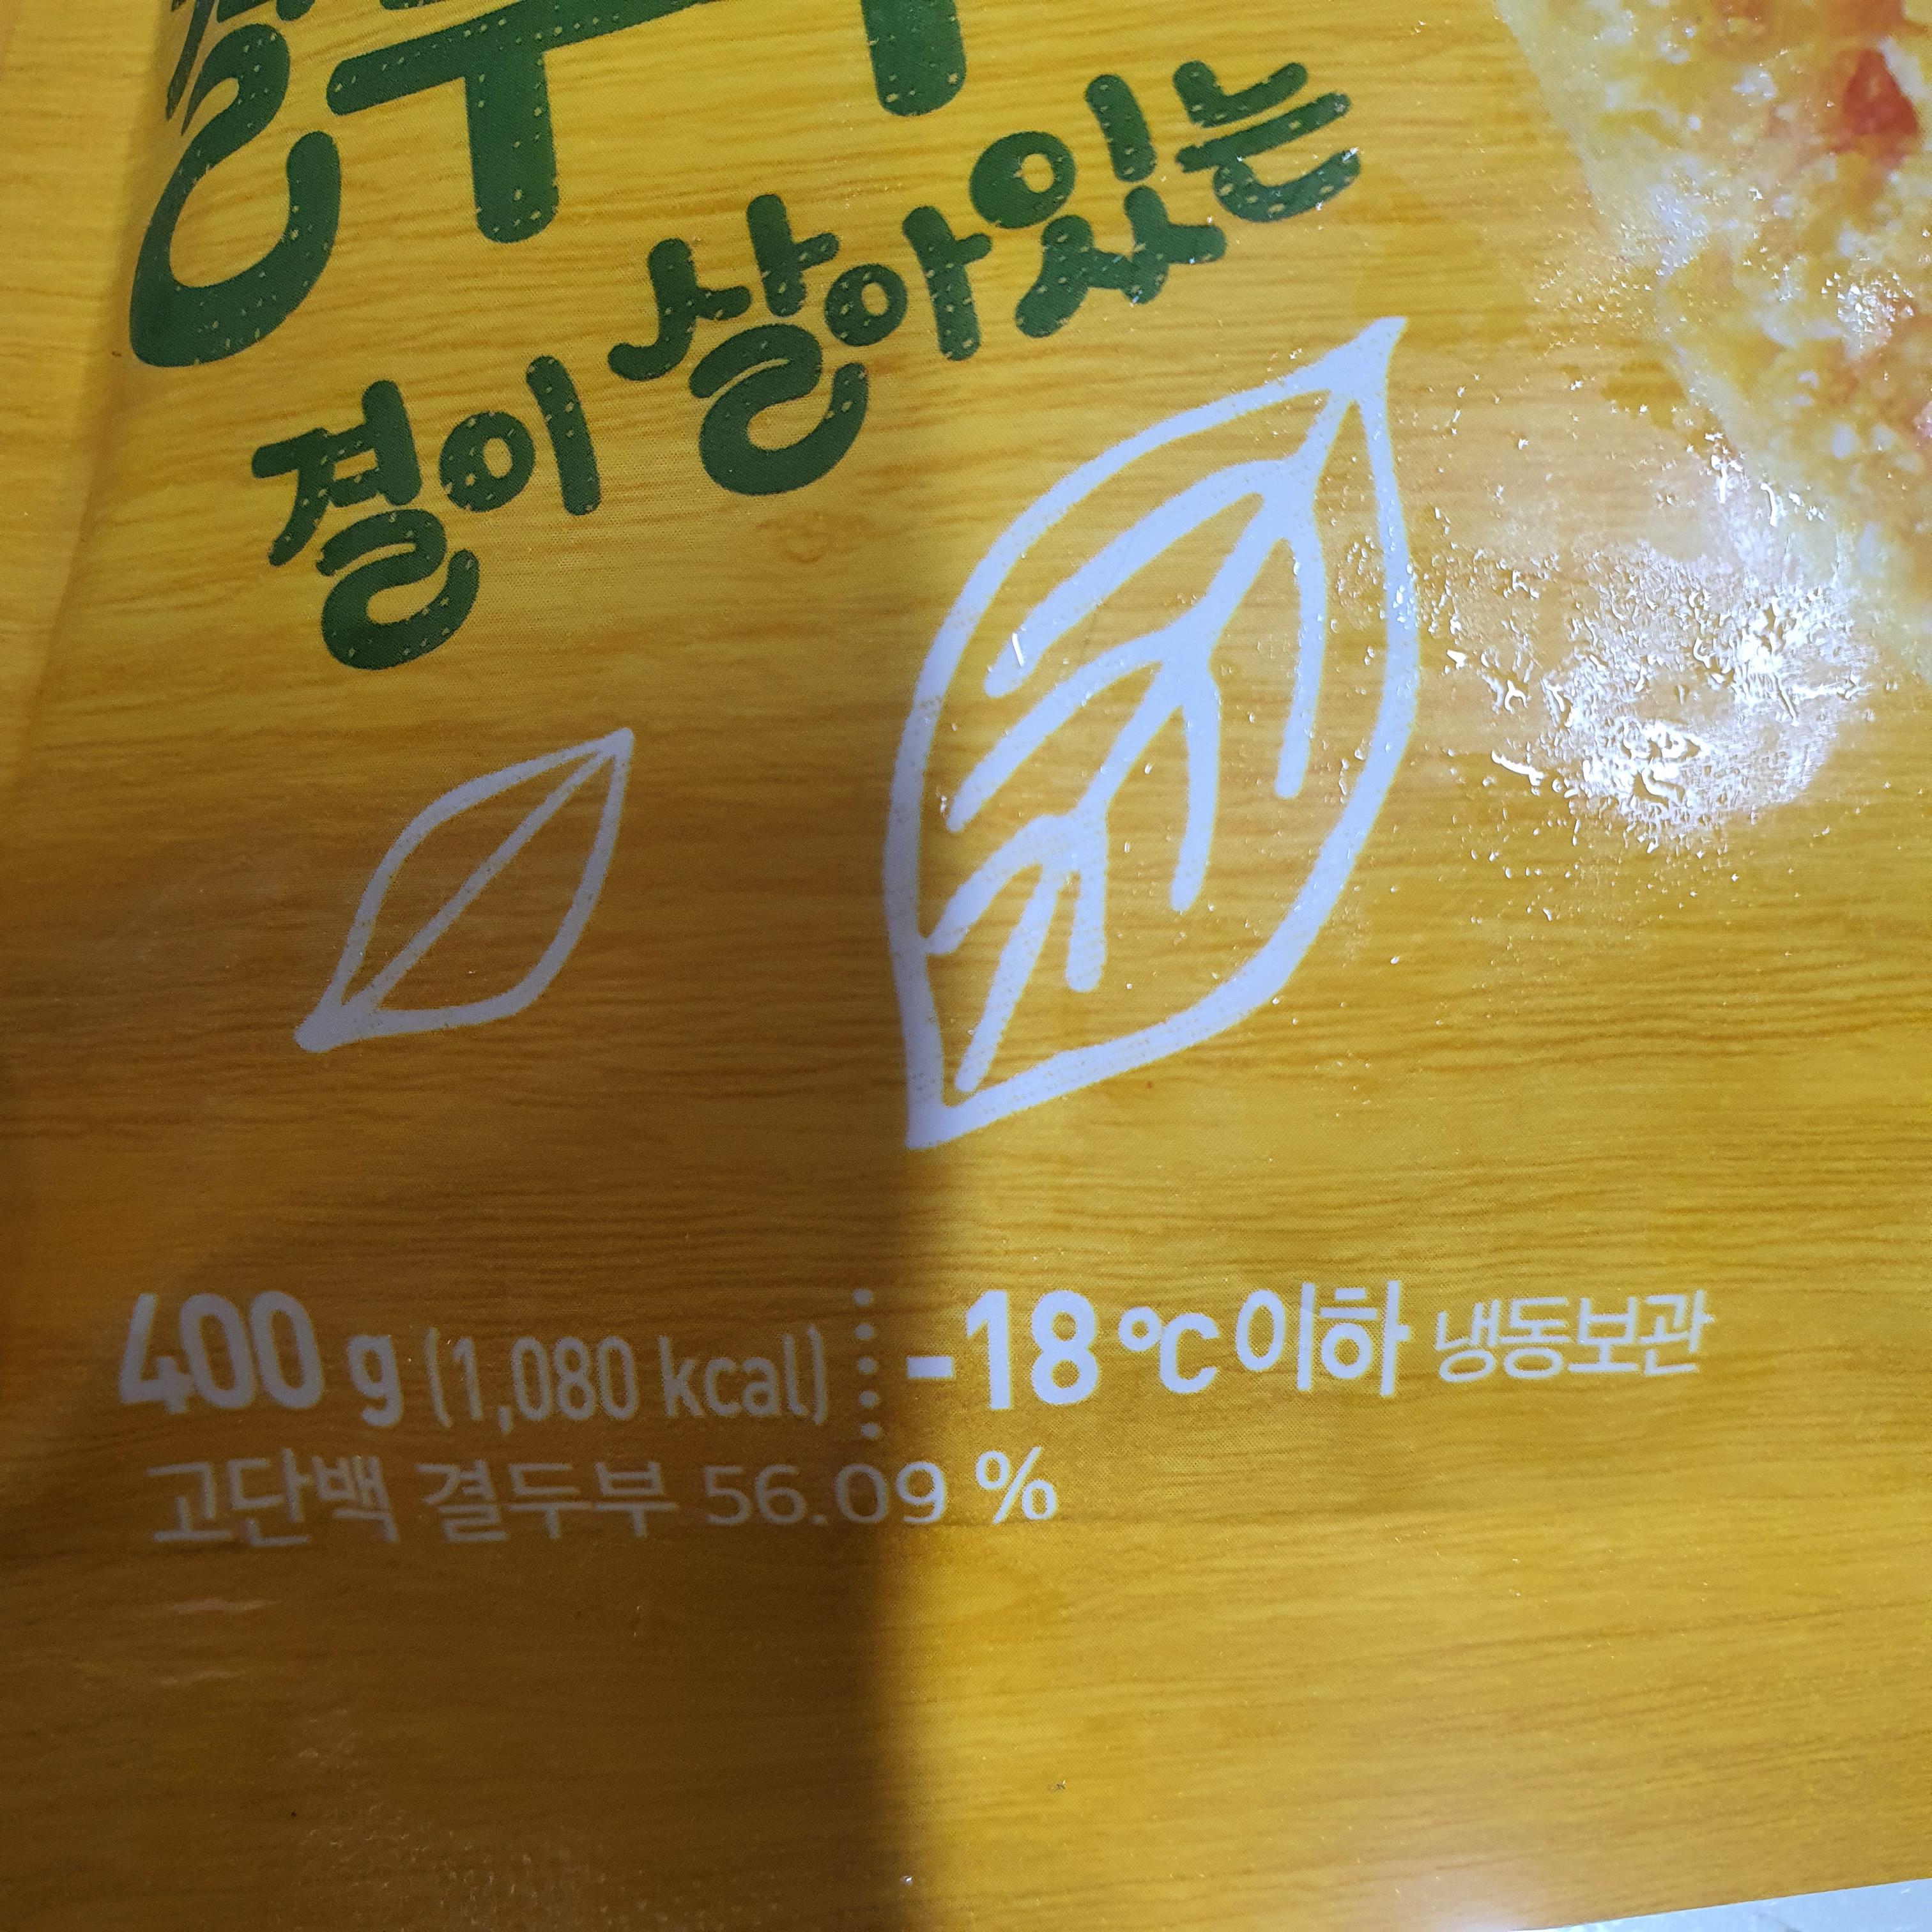 결이 살아있는
400 g (1,080 kcal) -18 ℃ 이하 냉동보관
고단백 결두부 56.09 %